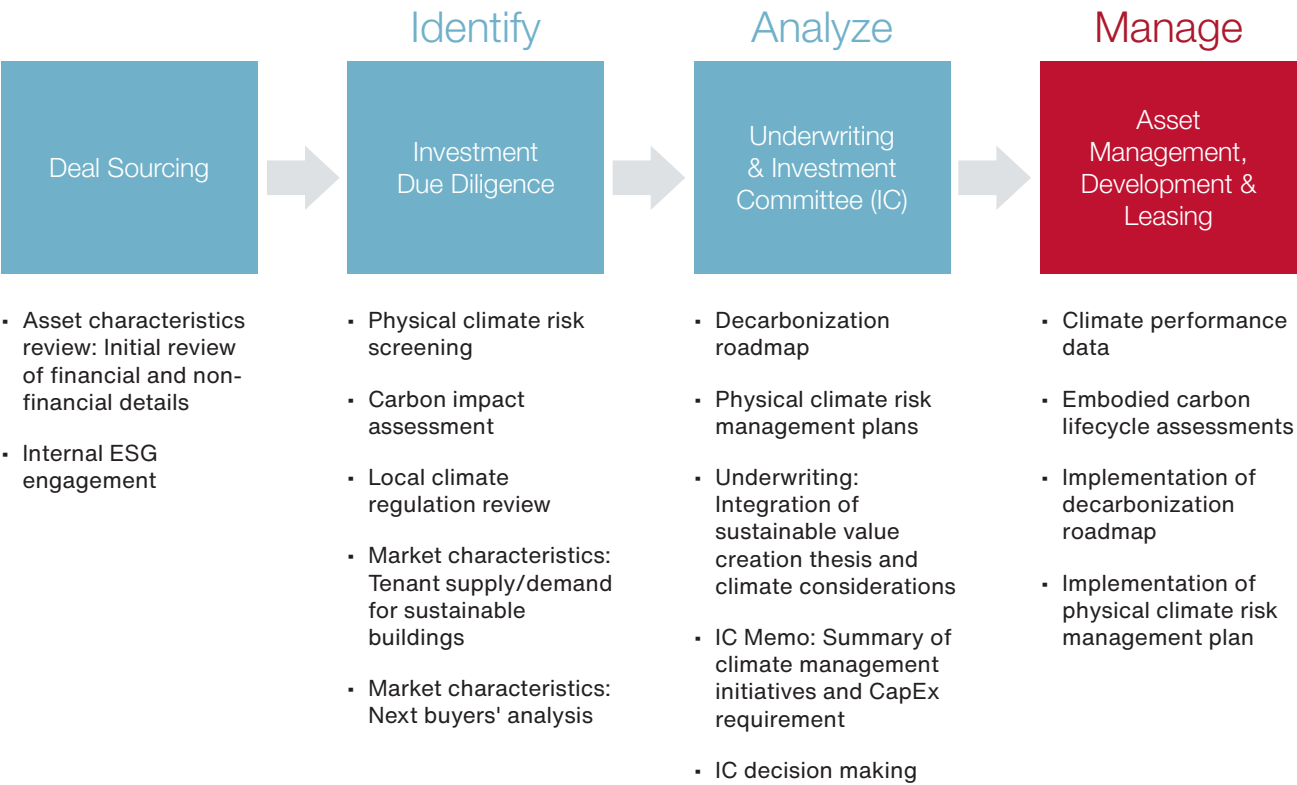 Identify
Analyze
Manage
Deal Sourcing
Investment
Due Diligence
Underwriting
& Investment
Committee (IC)
Asset
Management,
Development &
Leasing
▪ Asset characteristics
review: Initial review
of financial and non-
financial details
▪ Internal ESG
engagement
▪ Physical climate risk
screening
▪ Carbon impact
assessment
▪ Local climate
regulation review
▪ Market characteristics:
Tenant supply/demand
for sustainable
buildings
▪ Market characteristics:
Next buyers' analysis
▪ Decarbonization
roadmap
▪ Physical climate risk
management plans
▪ Underwriting:
Integration of
sustainable value
creation thesis and
climate considerations
▪ IC Memo: Summary of
climate management
initiatives and CapEx
requirement
▪ IC decision making
▪ Climate performance
data
▪ Embodied carbon
lifecycle assessments
▪ Implementation of
decarbonization
roadmap
▪ Implementation of
physical climate risk
management plan